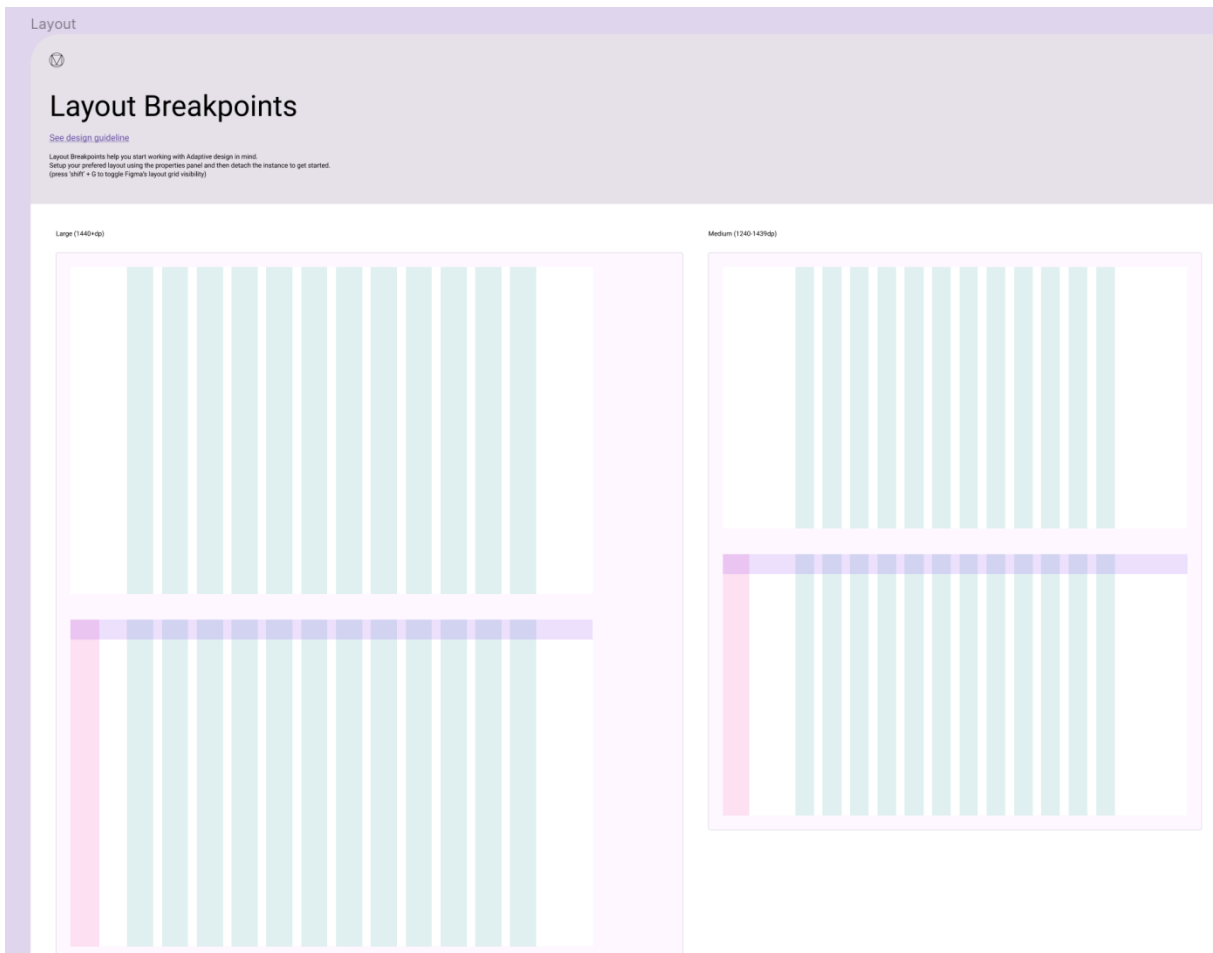 Layout
Layout Breakpoints
See design guideline
Layout Breakpoints help you start working with Adaptive design in mind.
Setup your prefered layout using the properties panel and then detach the instance to get started.
(press 'shift' + G to toggle Figma's layout grid visibility)
Large (1440+dp)
Medium (1240-1439dp)